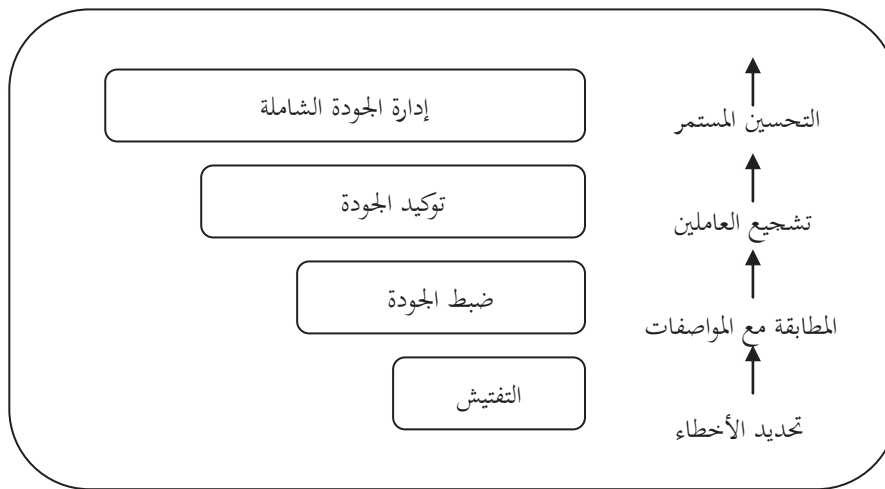 التحسين المستمر
إدارة الجودة الشاملة
تشجيع العاملين
توكيد الجودة
المطابقة مع المواصفات
ضبط الجودة
تحديد الأخطاء
التفتيش